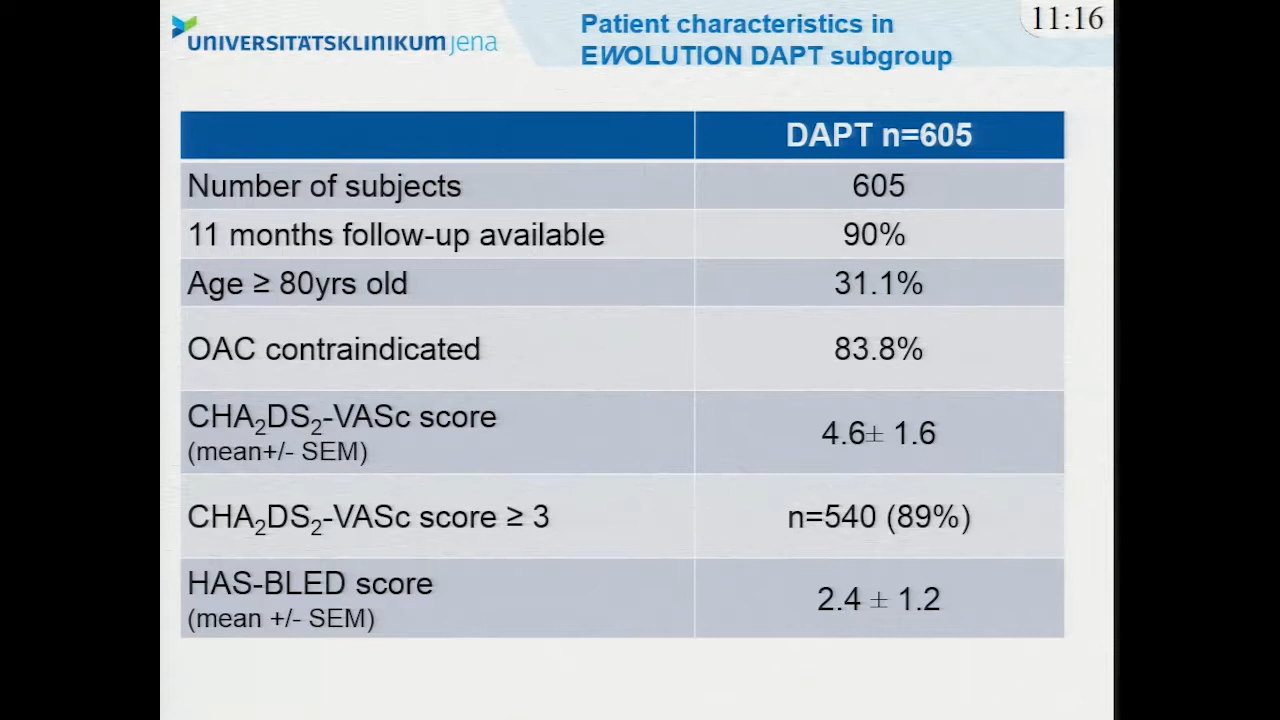 UNIVERSITÄTSKLINIKUM jena
Patient characteristics in
EWOLUTION DAPT subgroup
11:16
DAPT n=605
Number of subjects 605
11 months follow-up available 90%
Age ≥ 80yrs old 31.1%
OAC contraindicated 83.8%
CHA₂DS₂-VASc score
(mean+/- SEM) 4.6± 1.6
CHA₂DS₂-VASc score ≥ 3 n=540 (89%)
HAS-BLED score
(mean +/- SEM) 2.4 ± 1.2